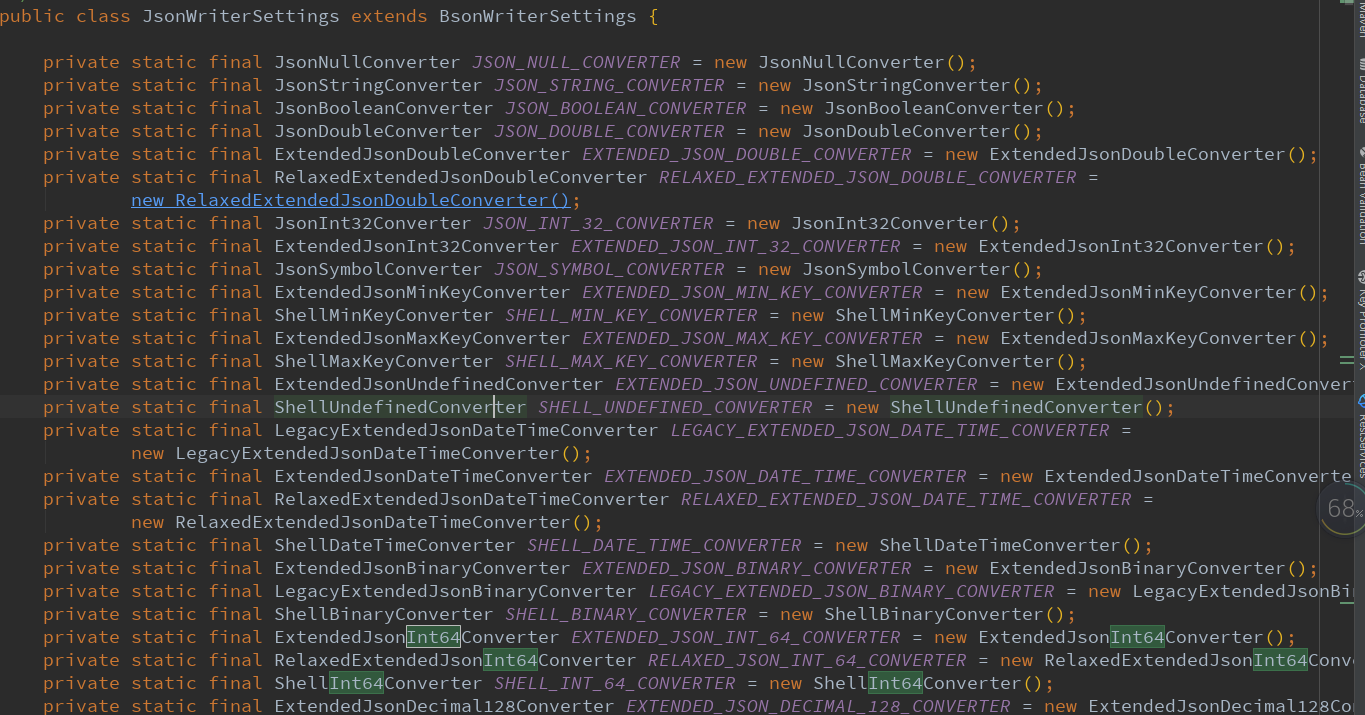 public class JsonWriterSettings extends BsonWriterSettings {
private static final JsonNullConverter JSON_NULL_CONVERTER = new JsonNullConverter();
private static final JsonStringConverter JSON_STRING_CONVERTER = new JsonStringConverter();
private static final JsonBooleanConverter JSON_BOOLEAN_CONVERTER = new JsonBooleanConverter();
private static final JsonDoubleConverter JSON_DOUBLE_CONVERTER = new JsonDoubleConverter();
private static final ExtendedJsonDoubleConverter EXTENDED_JSON_DOUBLE_CONVERTER = new ExtendedJsonDoubleConverter();
private static final RelaxedExtendedJsonDoubleConverter RELAXED_EXTENDED_JSON_DOUBLE_CONVERTER =
new RelaxedExtendedJsonDoubleConverter();
private static final JsonInt32Converter JSON_INT_32_CONVERTER = new JsonInt32Converter();
private static final ExtendedJsonInt32Converter EXTENDED_JSON_INT_32_CONVERTER = new ExtendedJsonInt32Converter();
private static final JsonSymbolConverter JSON_SYMBOL_CONVERTER = new JsonSymbolConverter();
private static final ExtendedJsonMinKeyConverter EXTENDED_JSON_MIN_KEY_CONVERTER = new ExtendedJsonMinKeyConverter();
private static final ShellMinKeyConverter SHELL_MIN_KEY_CONVERTER = new ShellMinKeyConverter();
private static final ExtendedJsonMaxKeyConverter EXTENDED_JSON_MAX_KEY_CONVERTER = new ExtendedJsonMaxKeyConverter();
private static final ShellMaxKeyConverter SHELL_MAX_KEY_CONVERTER = new ShellMaxKeyConverter();
private static final ExtendedJsonUndefinedConverter EXTENDED_JSON_UNDEFINED_CONVERTER = new ExtendedJsonUndefinedConver
private static final ShellUndefinedConverter SHELL_UNDEFINED_CONVERTER = new ShellUndefinedConverter();
private static final LegacyExtendedJsonDateTimeConverter LEGACY_EXTENDED_JSON_DATE_TIME_CONVERTER =
new LegacyExtendedJsonDateTimeConverter();
private static final ExtendedJsonDateTimeConverter EXTENDED_JSON_DATE_TIME_CONVERTER = new ExtendedJsonDateTimeConverte
private static final RelaxedExtendedJsonDateTimeConverter RELAXED_EXTENDED_JSON_DATE_TIME_CONVERTER =
new RelaxedExtendedJsonDateTimeConverter();
68%
private static final ShellDateTimeConverter SHELL_DATE_TIME_CONVERTER = new ShellDateTimeConverter();
private static final ExtendedJsonBinaryConverter EXTENDED_JSON_BINARY_CONVERTER = new ExtendedJsonBinaryConverter();
private static final LegacyExtendedJsonBinaryConverter LEGACY_EXTENDED_JSON_BINARY_CONVERTER = new LegacyExtendedJsonBi
private static final ShellBinaryConverter SHELL_BINARY_CONVERTER = new ShellBinaryConverter();
private static final ExtendedJsonInt64Converter EXTENDED_JSON_INT_64_CONVERTER = new ExtendedJsonInt64Converter();
private static final RelaxedExtendedJsonInt64Converter RELAXED_JSON_INT_64_CONVERTER = new RelaxedExtendedJsonInt64Conv
private static final ShellInt64Converter SHELL_INT_64_CONVERTER = new ShellInt64Converter();
private static final ExtendedJsonDecimal128Converter EXTENDED_JSON_DECIMAL_128_CONVERTER = new ExtendedJsonDecimal128Co